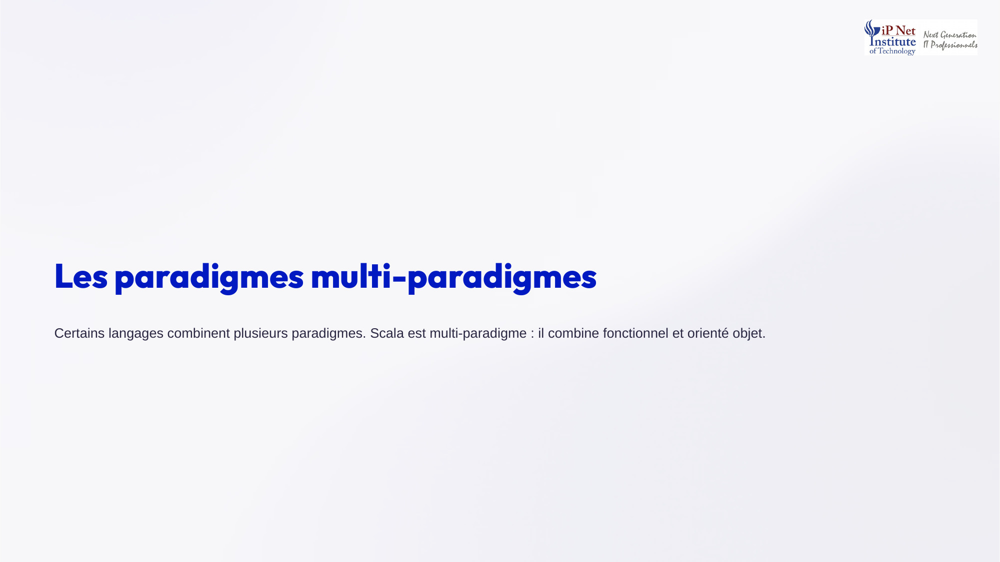 iP Net
Institute
of Technology
Next Generation
IT Professionnels
Les paradigmes multi-paradigmes
Certains langages combinent plusieurs paradigmes. Scala est multi-paradigme : il combine fonctionnel et orienté objet.